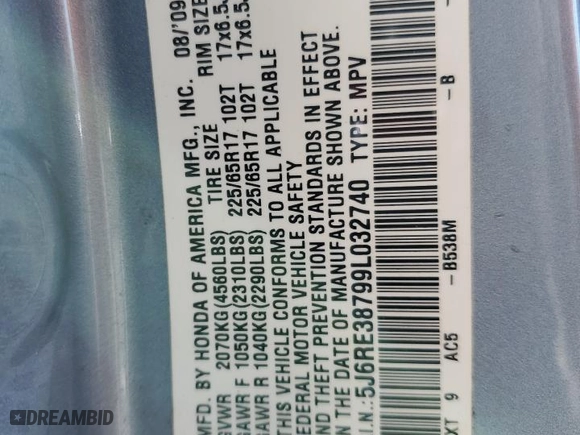 MFD. BY HONDA OF AMERICA MFG., INC. 08/'09
GVWR 2070KG(4560LBS) TIRE SIZE RIM SIZE
GAWR F 1050KG(2310LBS) 225/65R17 102T 17x6.5
GAWR R 1040KG(2290LBS) 225/65R17 102T 17x6.5
THIS VEHICLE CONFORMS TO ALL APPLICABLE
FEDERAL MOTOR VEHICLE SAFETY
AND THEFT PREVENTION STANDARDS IN EFFECT
ON THE DATE OF MANUFACTURE SHOWN ABOVE.
V.I.N.: 5J6RE38799L032740 TYPE: MPV
EXT 9 AC5 -B538M -B
DREAMBID